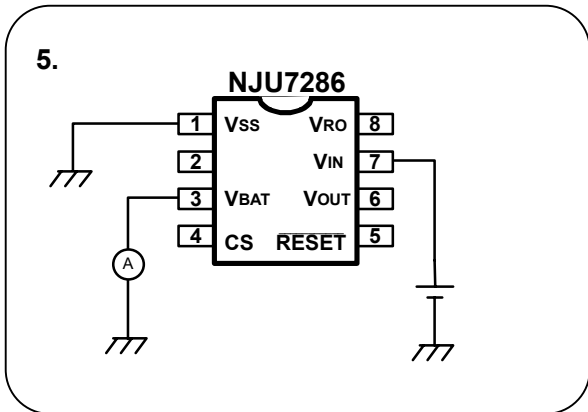 5.
NJU7286
1 VSS VRO 8
2 VIN 7
3 VBAT VOUT 6
4 CS RESET 5
A